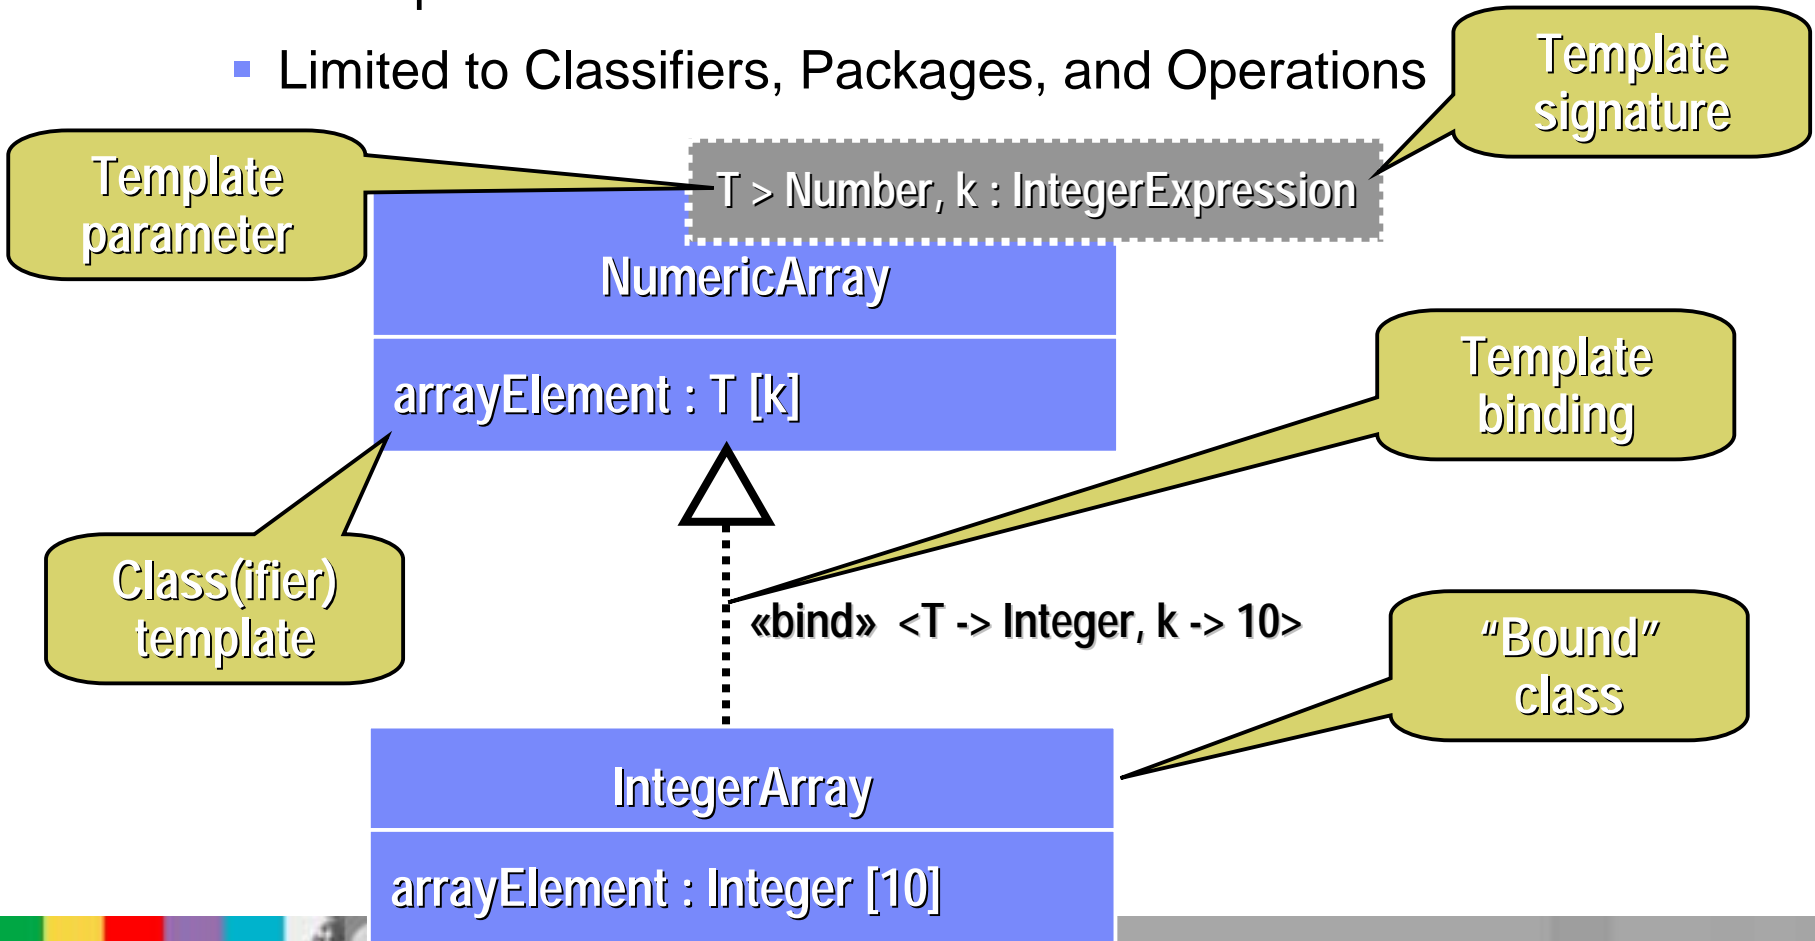 Limited to Classifiers, Packages, and Operations
Template
signature
Template
parameter
T > Number, k : IntegerExpression
NumericArray
arrayElement : T [k]
Template
binding
Class(ifier)
template
«bind» <T -> Integer, k -> 10>
“Bound”
class
IntegerArray
arrayElement : Integer [10]